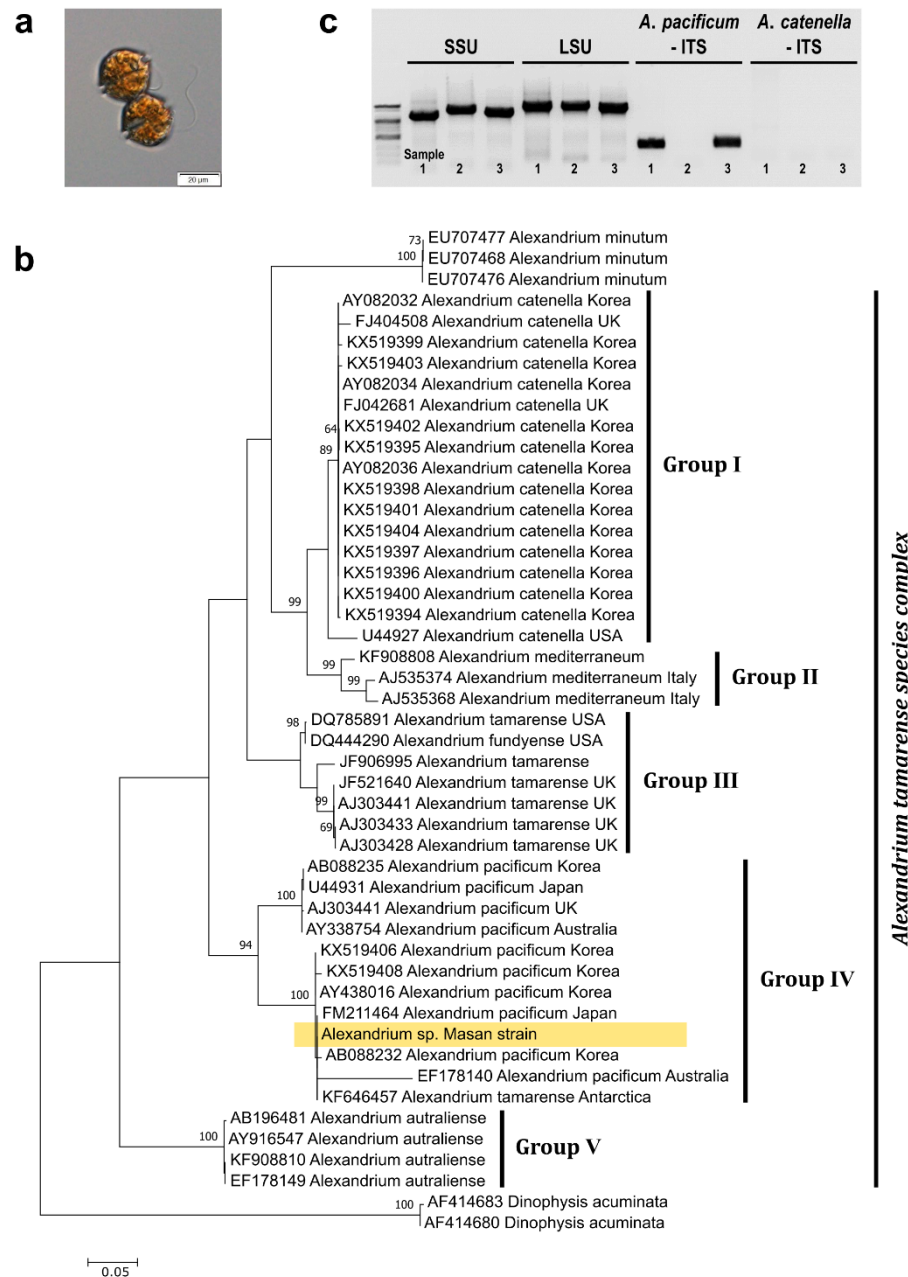 a
20 µm
c
SSU
LSU
A. pacificum
- ITS
A. catenella
- ITS
Sample
1 2 3 1 2 3 1 2 3 1 2 3
b
73
EU707477 Alexandrium minutum
100
EU707468 Alexandrium minutum
EU707476 Alexandrium minutum
AY082032 Alexandrium catenella Korea
FJ404508 Alexandrium catenella UK
KX519399 Alexandrium catenella Korea
KX519403 Alexandrium catenella Korea
AY082034 Alexandrium catenella Korea
FJ042681 Alexandrium catenella UK
64
KX519402 Alexandrium catenella Korea
89
KX519395 Alexandrium catenella Korea
AY082036 Alexandrium catenella Korea
Group I
KX519398 Alexandrium catenella Korea
KX519401 Alexandrium catenella Korea
KX519404 Alexandrium catenella Korea
KX519397 Alexandrium catenella Korea
KX519396 Alexandrium catenella Korea
KX519400 Alexandrium catenella Korea
99
KX519394 Alexandrium catenella Korea
U44927 Alexandrium catenella USA
99
KF908808 Alexandrium mediterraneum
99
AJ535374 Alexandrium mediterraneum Italy
Group II
AJ535368 Alexandrium mediterraneum Italy
98
DQ785891 Alexandrium tamarense USA
DQ444290 Alexandrium fundyense USA
JF906995 Alexandrium tamarense
JF521640 Alexandrium tamarense UK
Group III
99
AJ303441 Alexandrium tamarense UK
69
AJ303433 Alexandrium tamarense UK
AJ303428 Alexandrium tamarense UK
AB088235 Alexandrium pacificum Korea
100
U44931 Alexandrium pacificum Japan
AJ303441 Alexandrium pacificum UK
AY338754 Alexandrium pacificum Australia
94
KX519406 Alexandrium pacificum Korea
KX519408 Alexandrium pacificum Korea
Group IV
100
AY438016 Alexandrium pacificum Korea
FM211464 Alexandrium pacificum Japan
Alexandrium sp. Masan strain
AB088232 Alexandrium pacificum Korea
EF178140 Alexandrium pacificum Australia
KF646457 Alexandrium tamarense Antarctica
AB196481 Alexandrium autraliense
100
AY916547 Alexandrium autraliense
Group V
KF908810 Alexandrium autraliense
EF178149 Alexandrium autraliense
Alexandrium tamarense species complex
100
AF414683 Dinophysis acuminata
AF414680 Dinophysis acuminata
0.05